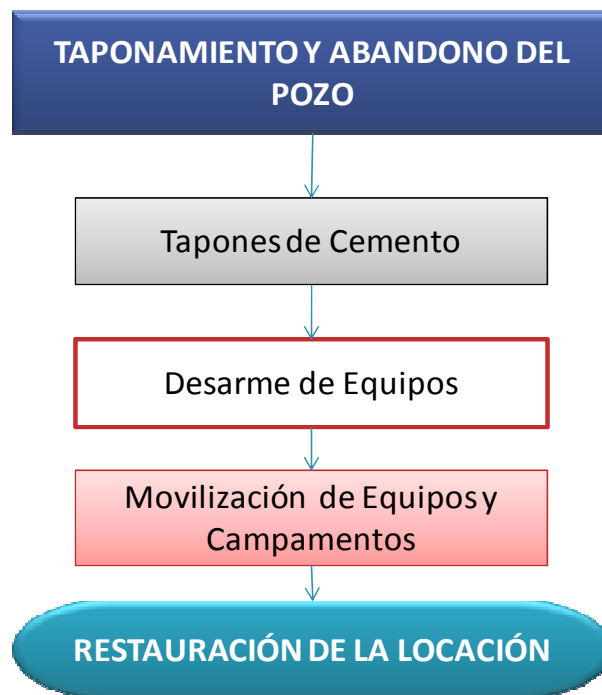 TAPONAMIENTO Y ABANDONO DEL
POZO
Tapones de Cemento
Desarme de Equipos
Movilización de Equipos y
Campamentos
RESTAURACIÓN DE LA LOCACIÓN